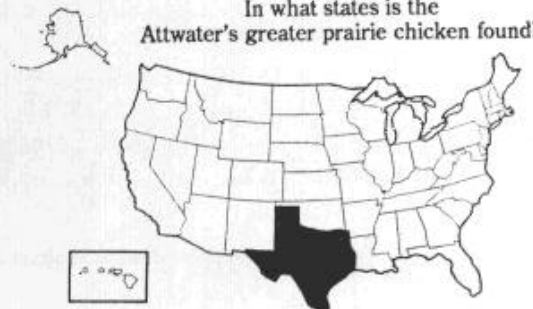 In what states is the
Attwater's greater prairie chicken found